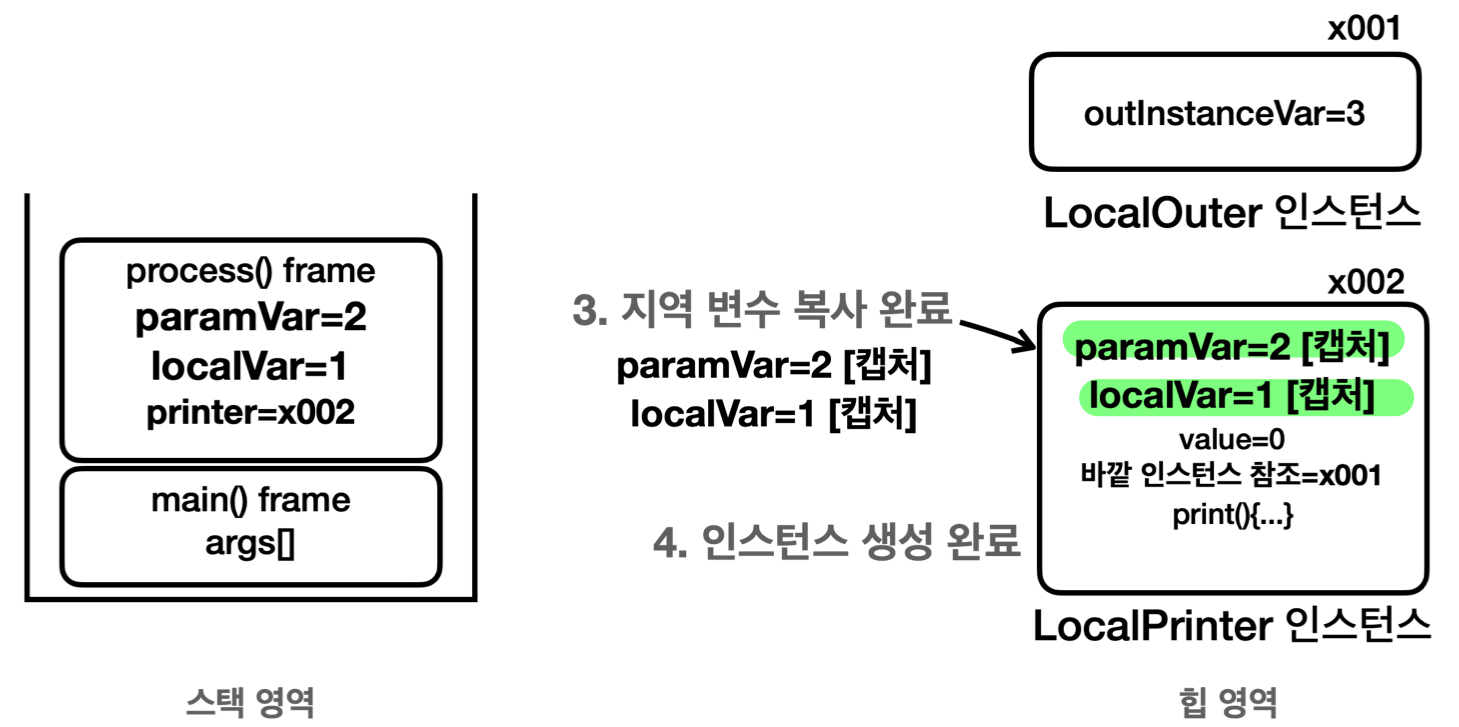 x001
outInstanceVar=3
LocalOuter 인스턴스
process() frame
paramVar=2
localVar=1
printer=x002
main() frame
args[]
스택 영역
3. 지역 변수 복사 완료
paramVar=2 [캡처]
localVar=1 [캡처]
4. 인스턴스 생성 완료
x002
paramVar=2 [캡처]
localVar=1 [캡처]
value=0
바깥 인스턴스 참조=x001
print(){...}
LocalPrinter 인스턴스
힙 영역